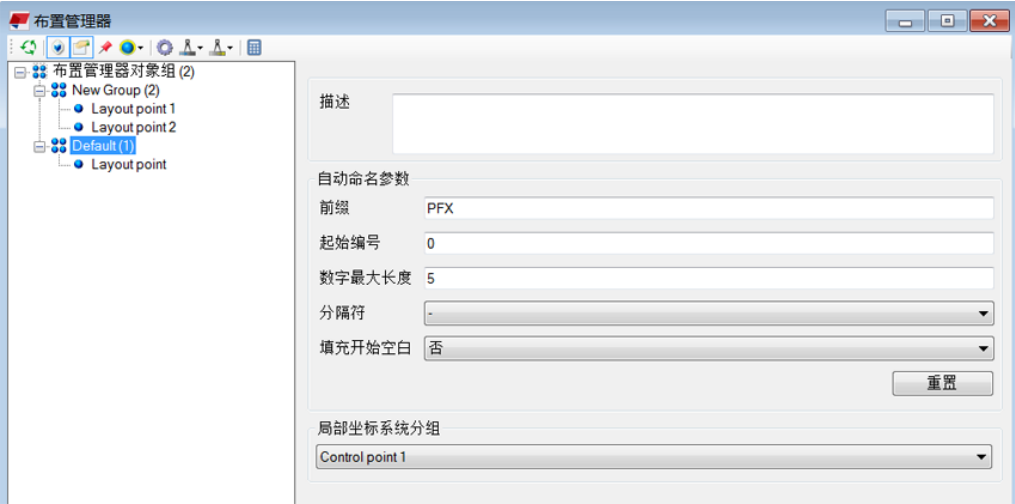 布置管理器
布置管理器对象组 (2)
New Group (2)
Layout point 1
Layout point 2
Default (1)
Layout point
描述
自动命名参数
前缀 PFX
起始编号 0
数字最大长度 5
分隔符 -
填充开始空白 否
重置
局部坐标系统分组
Control point 1